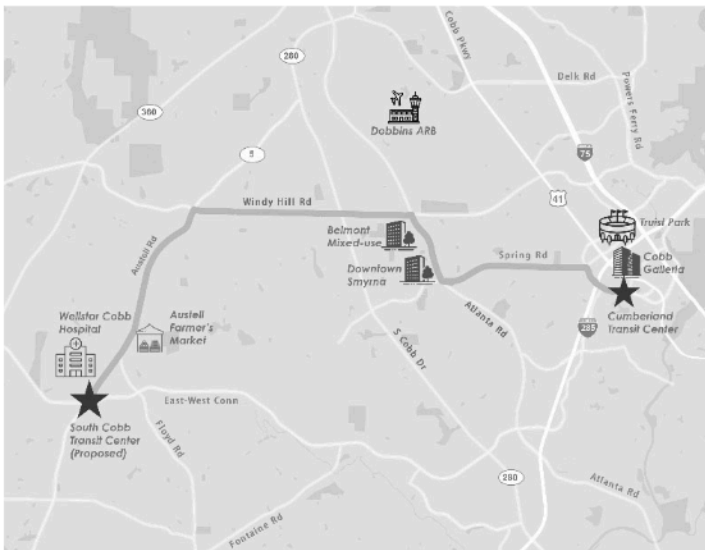 280
Cobb Pkwy
Delk Rd
Powers Ferry Rd
360
Dobbins ARB
5
75
Windy Hill Rd
41
Truist Park
Belmont
Mixed-use
Austell Rd
Spring Rd
Cobb
Galleria
Downtown
Smyrna
Wellstar Cobb
Hospital
Austell
Farmer's
Market
Atlanta Rd
285
Cumberland
Transit Center
S Cobb Dr
East-West Conn
South Cobb
Transit Center
(Proposed)
Floyd Rd
280
Atlanta Rd
Fontaine Rd